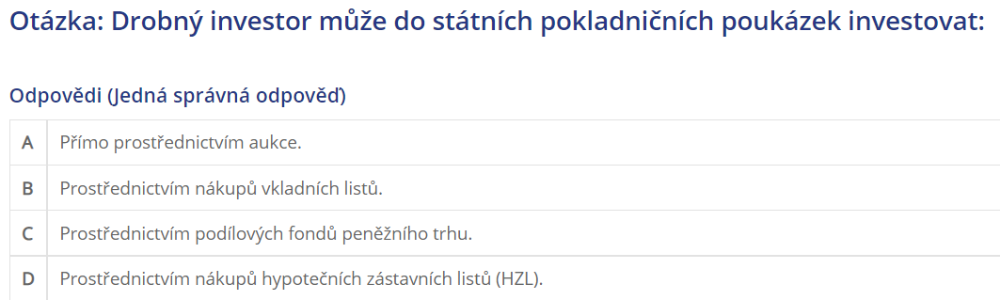 Otázka: Drobný investor může do státních pokladničních poukázek investovat:
Odpovědi (Jedná správná odpověď)
A Přímo prostřednictvím aukce.
B Prostřednictvím nákupů vkladních listů.
C Prostřednictvím podílových fondů peněžního trhu.
D Prostřednictvím nákupů hypotečních zástavních listů (HZL).